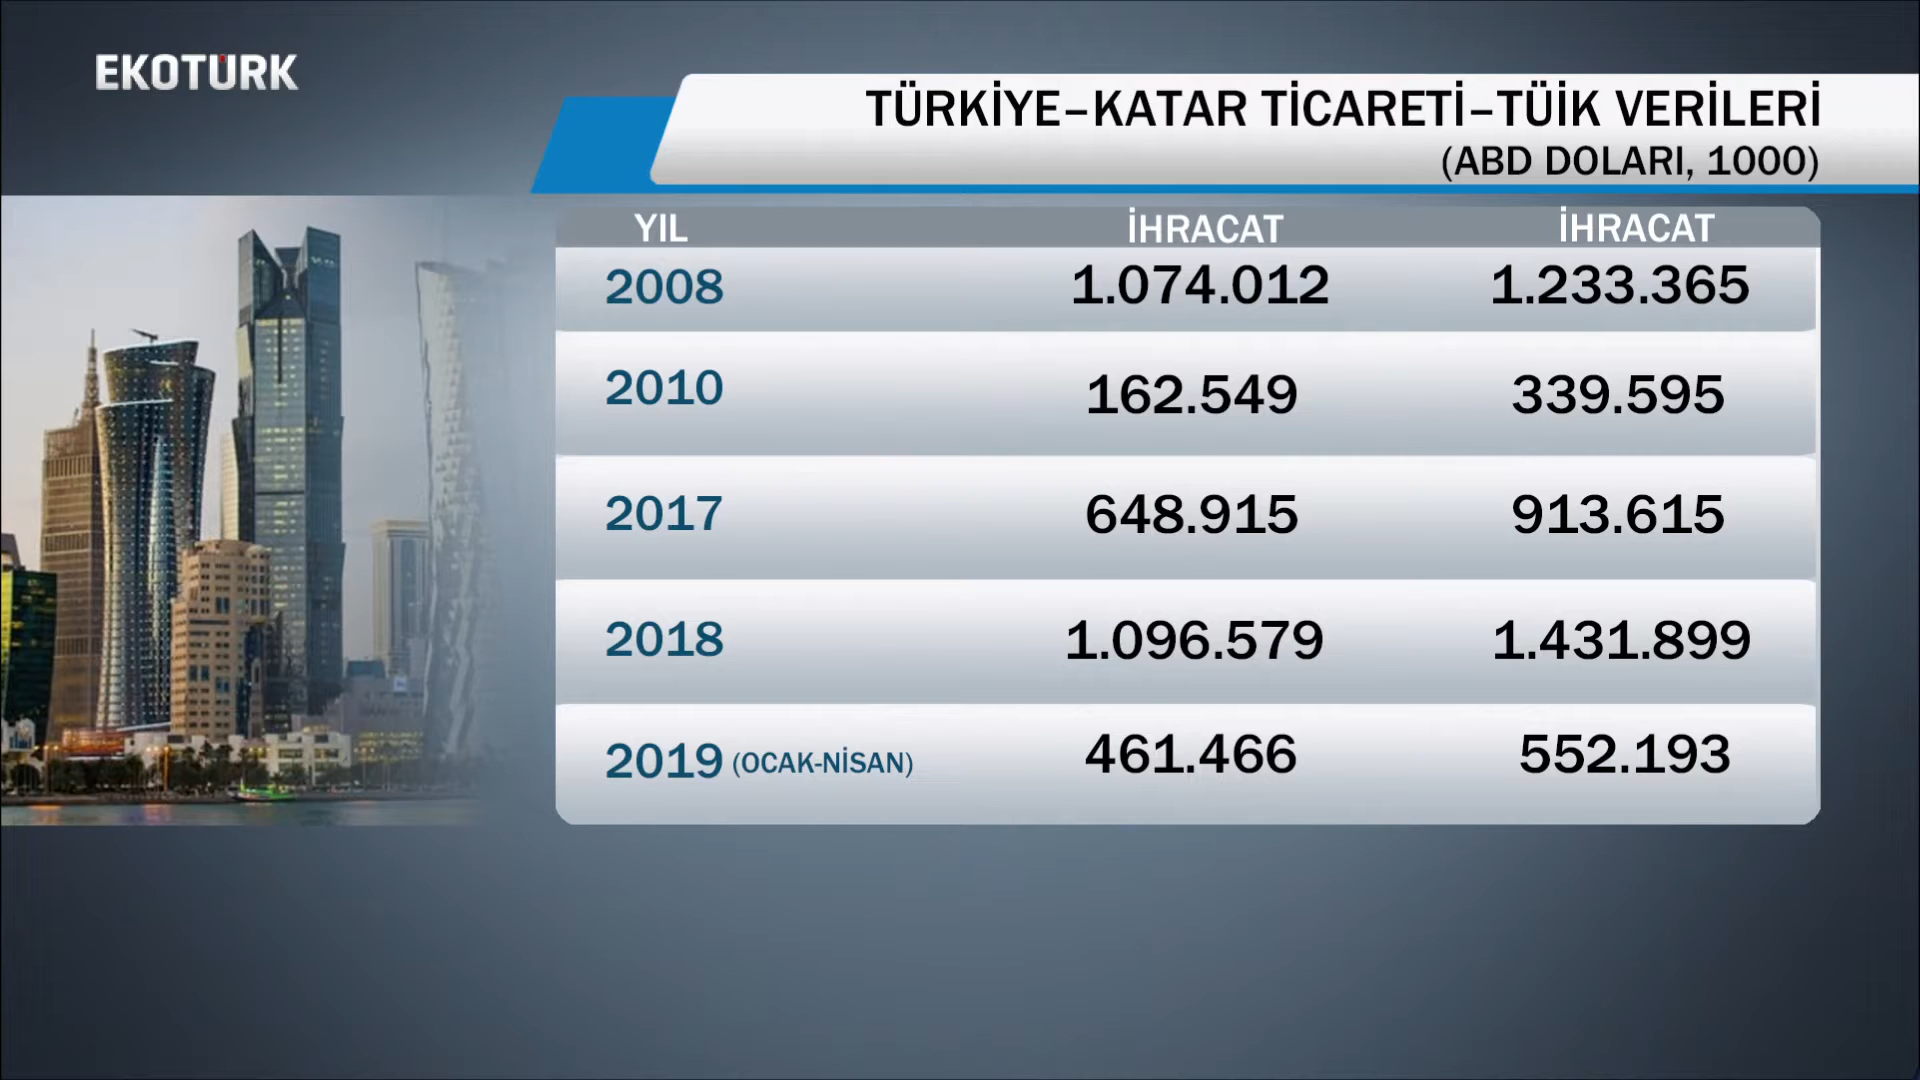 EKOTÜRK
TÜRKİYE–KATAR TİCARETİ–TÜİK VERİLERİ
(ABD DOLARI, 1000)
YIL İHRACAT İHRACAT
2008 1.074.012 1.233.365
2010 162.549 339.595
2017 648.915 913.615
2018 1.096.579 1.431.899
2019 (OCAK-NİSAN) 461.466 552.193